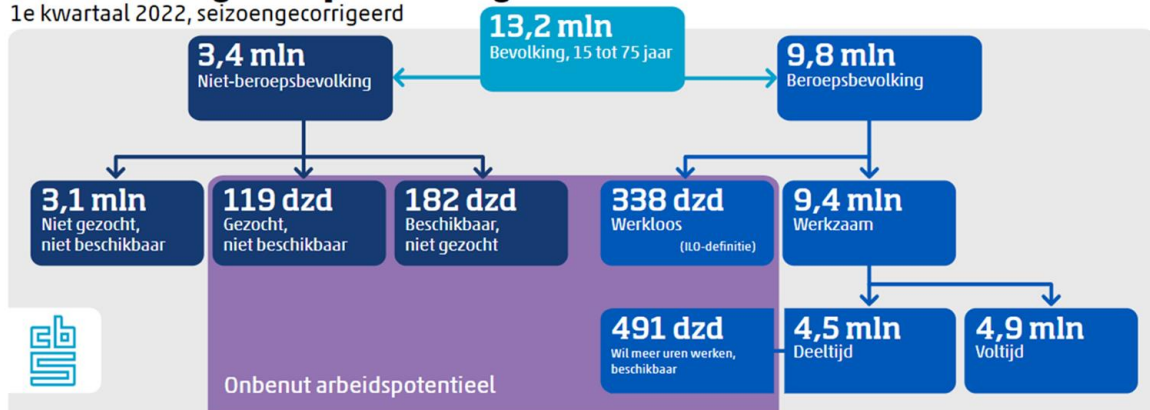 1e kwartaal 2022, seizoengecorrigeerd
13,2 mln
Bevolking, 15 tot 75 jaar
3,4 mln
Niet-beroepsbevolking
9,8 mln
Beroepsbevolking
3,1 mln
Niet gezocht,
niet beschikbaar
119 dzd
Gezocht,
niet beschikbaar
182 dzd
Beschikbaar,
niet gezocht
338 dzd
Werkloos
(ILO-definitie)
9,4 mln
Werkzaam
491 dzd
Wil meer uren werken,
beschikbaar
4,5 mln
Deeltijd
4,9 mln
Voltijd
cbs
Onbenut arbeidspotentieel